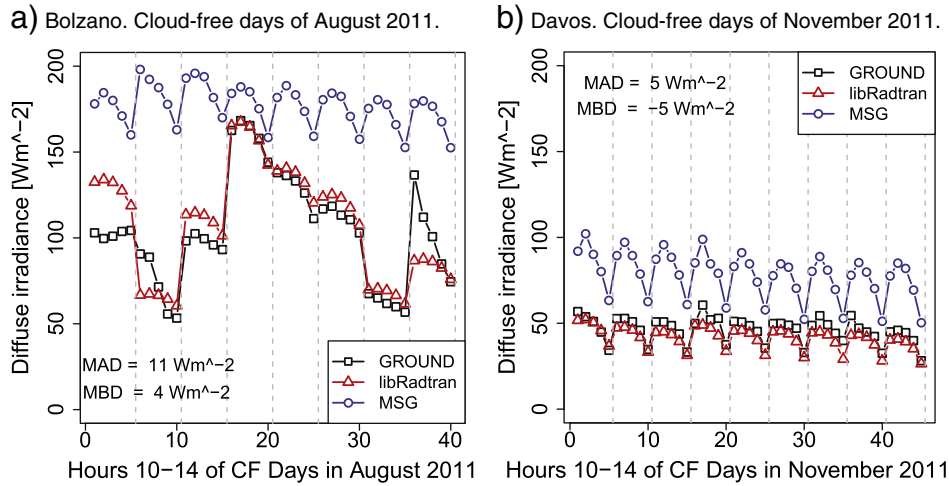 a) Bolzano. Cloud-free days of August 2011.
Diffuse irradiance [Wm^−2]
200
150
100
50
0
MAD = 11 Wm^−2
MBD = 4 Wm^−2
GROUND
libRadtran
MSG
0 10 20 30 40
Hours 10−14 of CF Days in August 2011
b) Davos. Cloud-free days of November 2011.
Diffuse irradiance [Wm^−2]
200
150
100
50
0
MAD = 5 Wm^−2
MBD = −5 Wm^−2
GROUND
libRadtran
MSG
0 10 20 30 40
Hours 10−14 of CF Days in November 2011